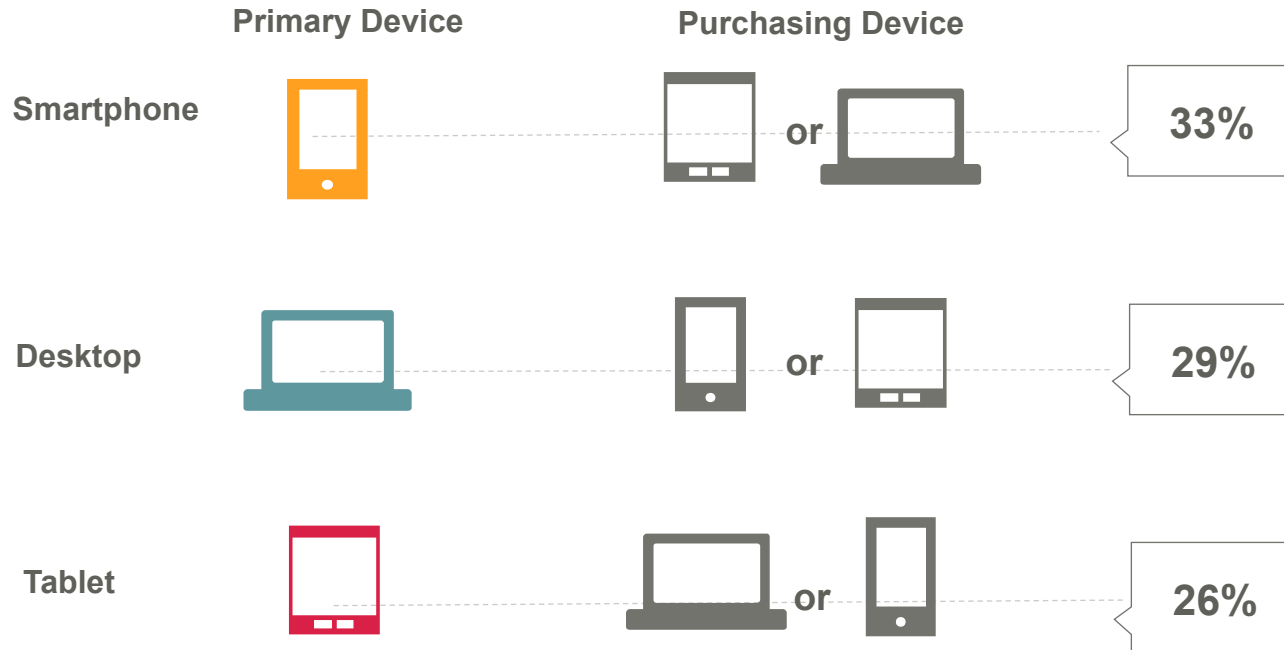 Primary Device
Purchasing Device
Smartphone
or
33%
Desktop
or
29%
Tablet
or
26%